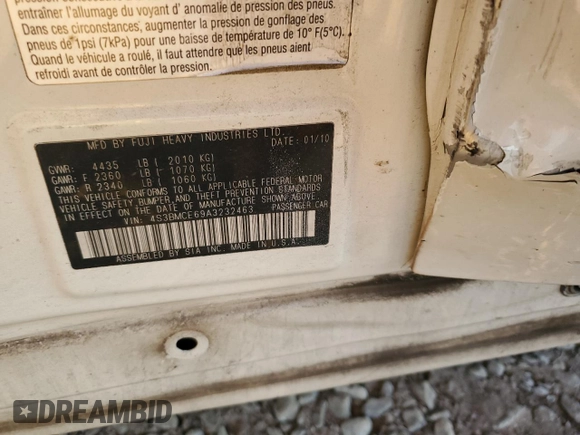 entraîner l'allumage du voyant d' anomalie de pression des pneus.
Dans ces circonstances, augmenter la pression de gonflage des
pneus de 1psi (7kPa) pour une baisse de température de 10° F(5°C).
Quand le véhicule a roulé, il faut attendre que les pneus aient
refroidi avant de contrôler la pression.
MFD BY FUJI HEAVY INDUSTRIES LTD.
DATE: 01/10
GVWR: 4435 LB ( 2010 KG)
GAWR: F 2360 LB ( 1070 KG)
GAWR: R 2340 LB ( 1060 KG)
THIS VEHICLE CONFORMS TO ALL APPLICABLE FEDERAL MOTOR
VEHICLE SAFETY, BUMPER, AND THEFT PREVENTION STANDARDS
IN EFFECT ON THE DATE OF MANUFACTURE SHOWN ABOVE.
VIN: 4S3BMCE69A3232463 PASSENGER CAR
ASSEMBLED BY SIA INC. MADE IN U.S.A.
DREAMBID